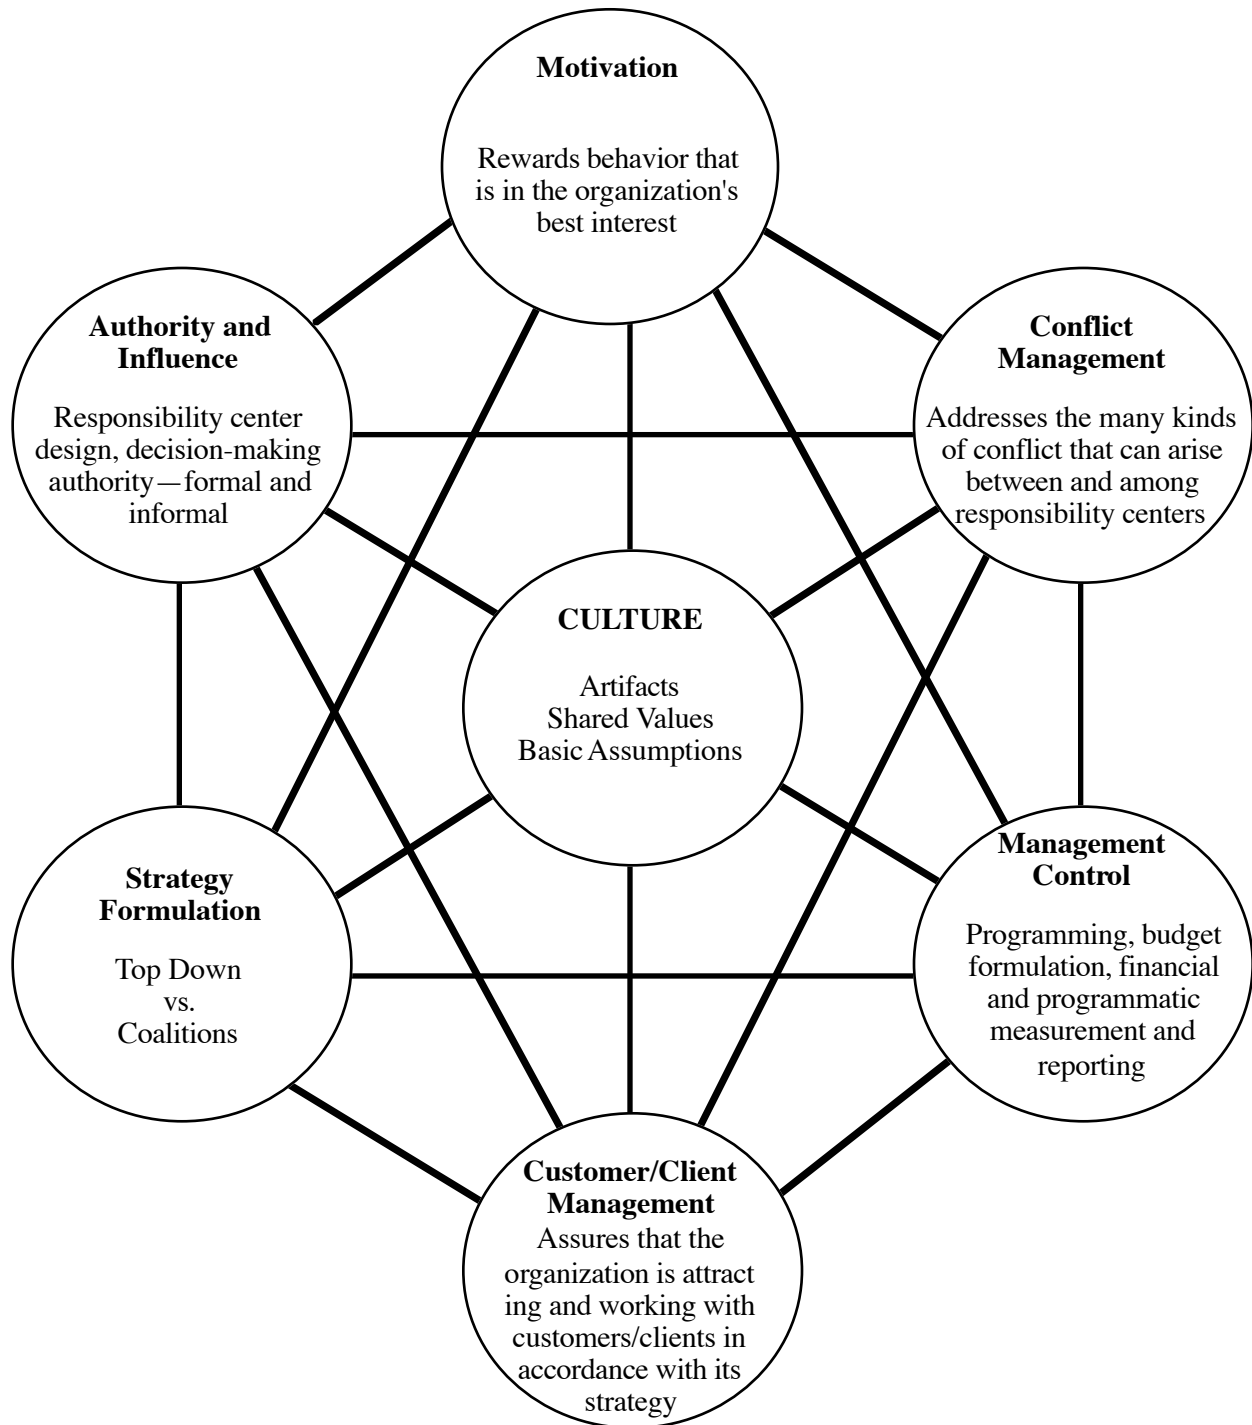 Motivation
Rewards behavior that
is in the organization's
best interest
Authority and
Influence
Responsibility center
design, decision-making
authority—formal and
informal
Conflict
Management
Addresses the many kinds
of conflict that can arise
between and among
responsibility centers
CULTURE
Artifacts
Shared Values
Basic Assumptions
Strategy
Formulation
Top Down
vs.
Coalitions
Management
Control
Programming, budget
formulation, financial
and programmatic
measurement and
reporting
Customer/Client
Management
Assures that the
organization is attract
ing and working with
customers/clients in
accordance with its
strategy